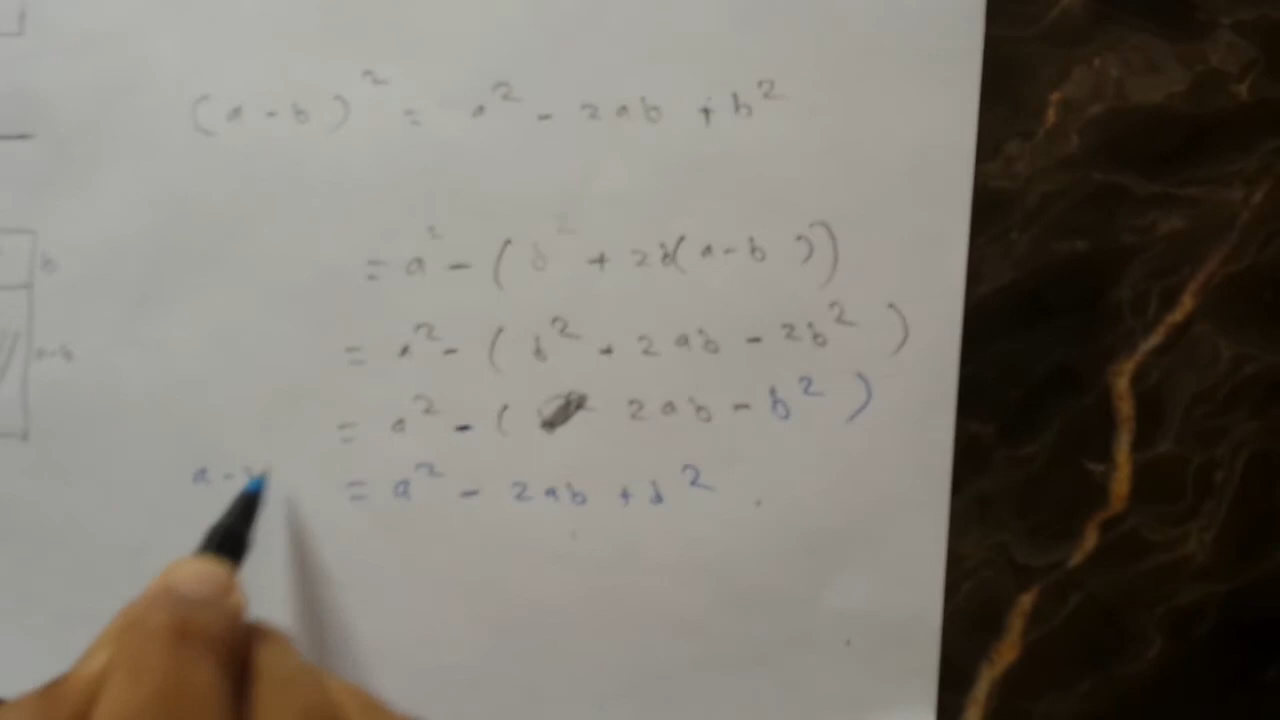 (a - b)² = a² - 2ab + b²
= a² - (b² + 2b(a - b))
= a² - (b² + 2ab - 2b²)
= a² - ( 2ab - b²)
a - = a² - 2ab + b²
b
a-b